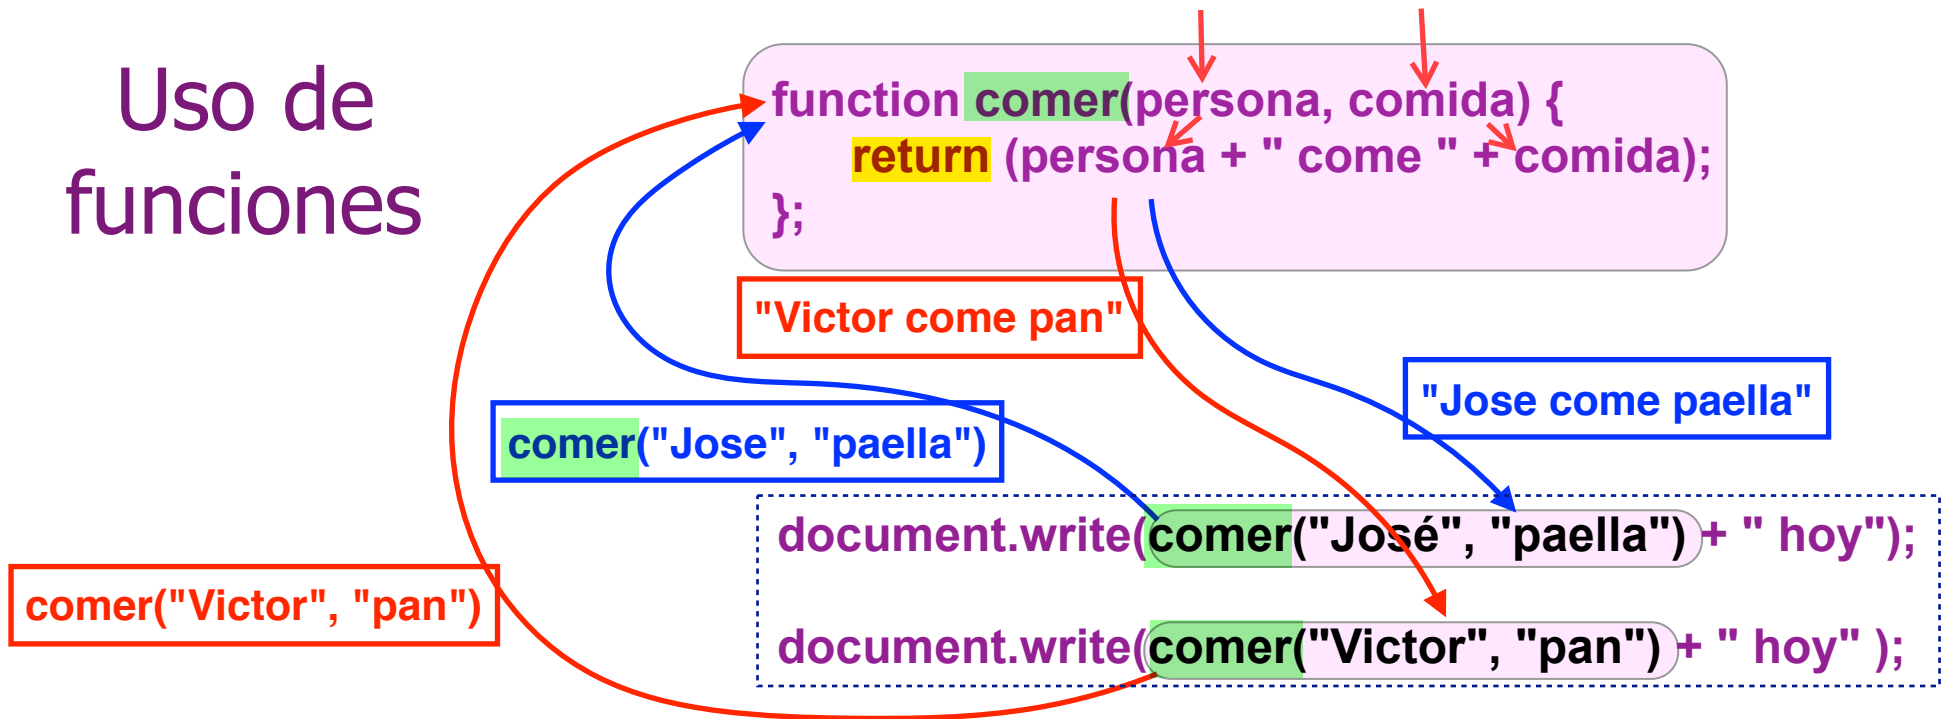 Uso de
funciones
function comer(persona, comida) {
return (persona + " come " + comida);
};
"Victor come pan"
"Jose come paella"
comer("Jose", "paella")
document.write(comer("José", "paella") + " hoy");
comer("Victor", "pan")
document.write(comer("Victor", "pan") + " hoy" );